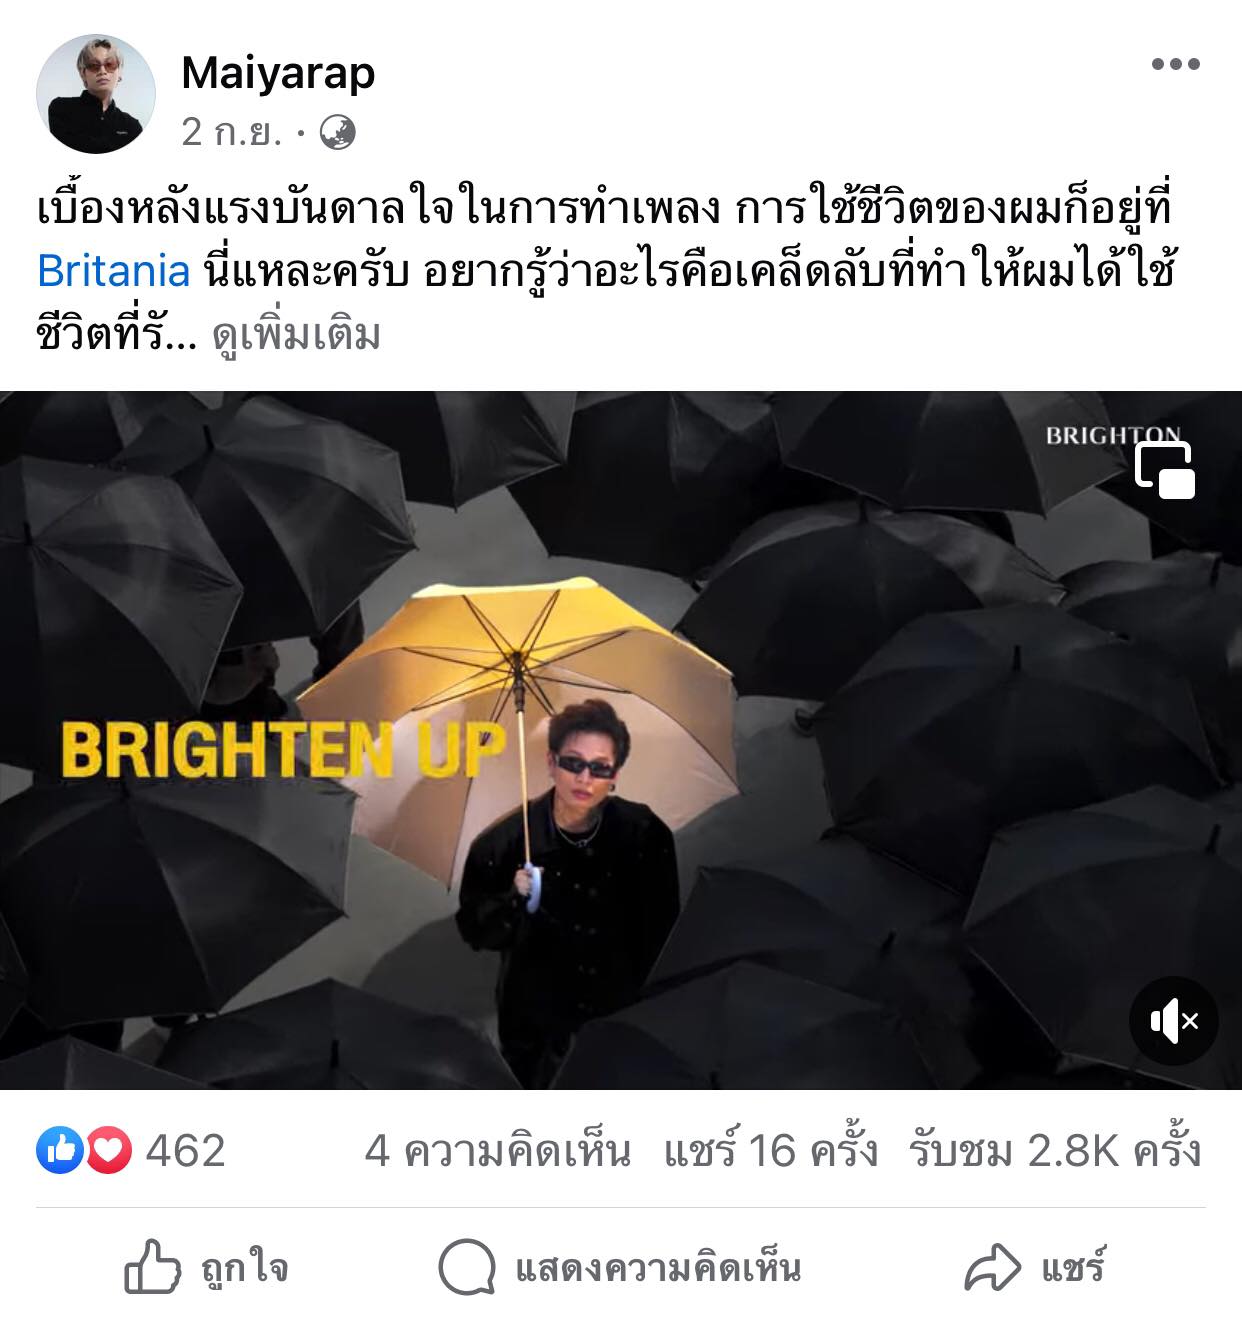 Maiyarap
2 ก.ย.
เบื้องหลังแรงบันดาลใจในการทำเพลง การใช้ชีวิตของผมก็อยู่ที่
Britania นี่แหละครับ อยากรู้ว่าอะไรคือเคล็ดลับที่ทำให้ผมได้ใช้
ชีวิตที่รั... ดูเพิ่มเติม
BRIGHTON
BRIGHTEN UP
462 4 ความคิดเห็น แชร์ 16 ครั้ง รับชม 2.8K ครั้ง
ถูกใจ แสดงความคิดเห็น แชร์